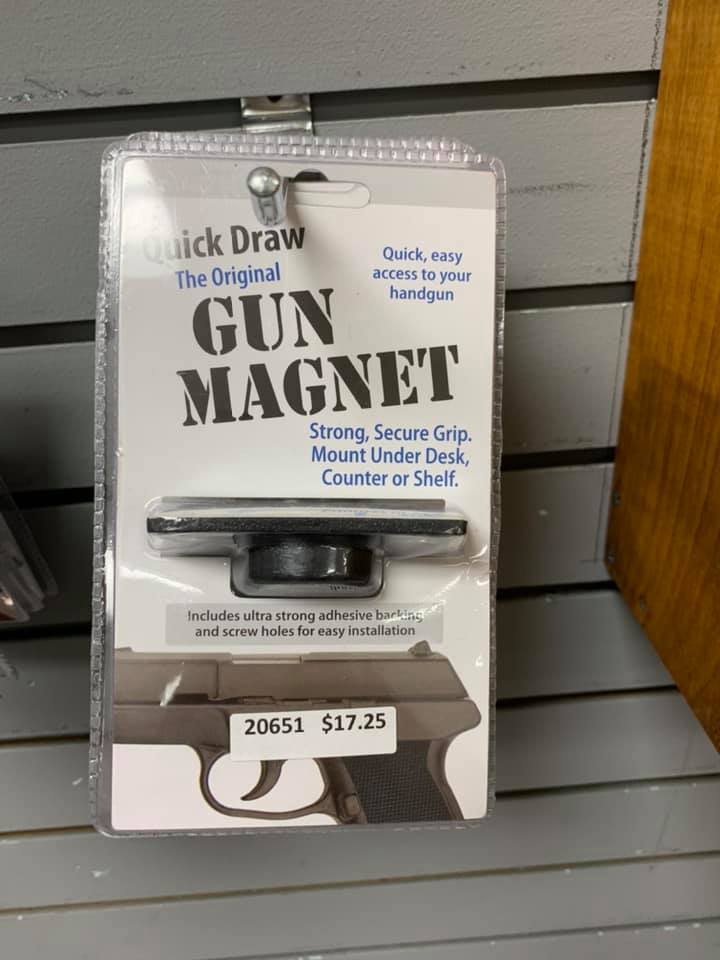 Quick Draw
The Original
GUN
MAGNET
Quick, easy
access to your
handgun
Strong, Secure Grip.
Mount Under Desk,
Counter or Shelf.
Includes ultra strong adhesive backing
and screw holes for easy installation
20651 $17.25